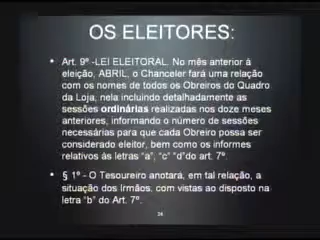 OS ELEITORES:
• Art. 9º -LEI ELEITORAL. No mês anterior à
eleição, ABRIL, o Chanceler fará uma relação
com os nomes de todos os Obreiros do Quadro
da Loja, nela incluindo detalhadamente as
sessões ordinárias realizadas nos doze meses
anteriores, informando o número de sessões
necessárias para que cada Obreiro possa ser
considerado eleitor, bem como os informes
relativos às letras "a", "c" "d"do art. 7º.
• § 1º - O Tesoureiro anotará, em tal relação, a
situação dos Irmãos. com vistas ao disposto na
letra "b" do Art. 7º.